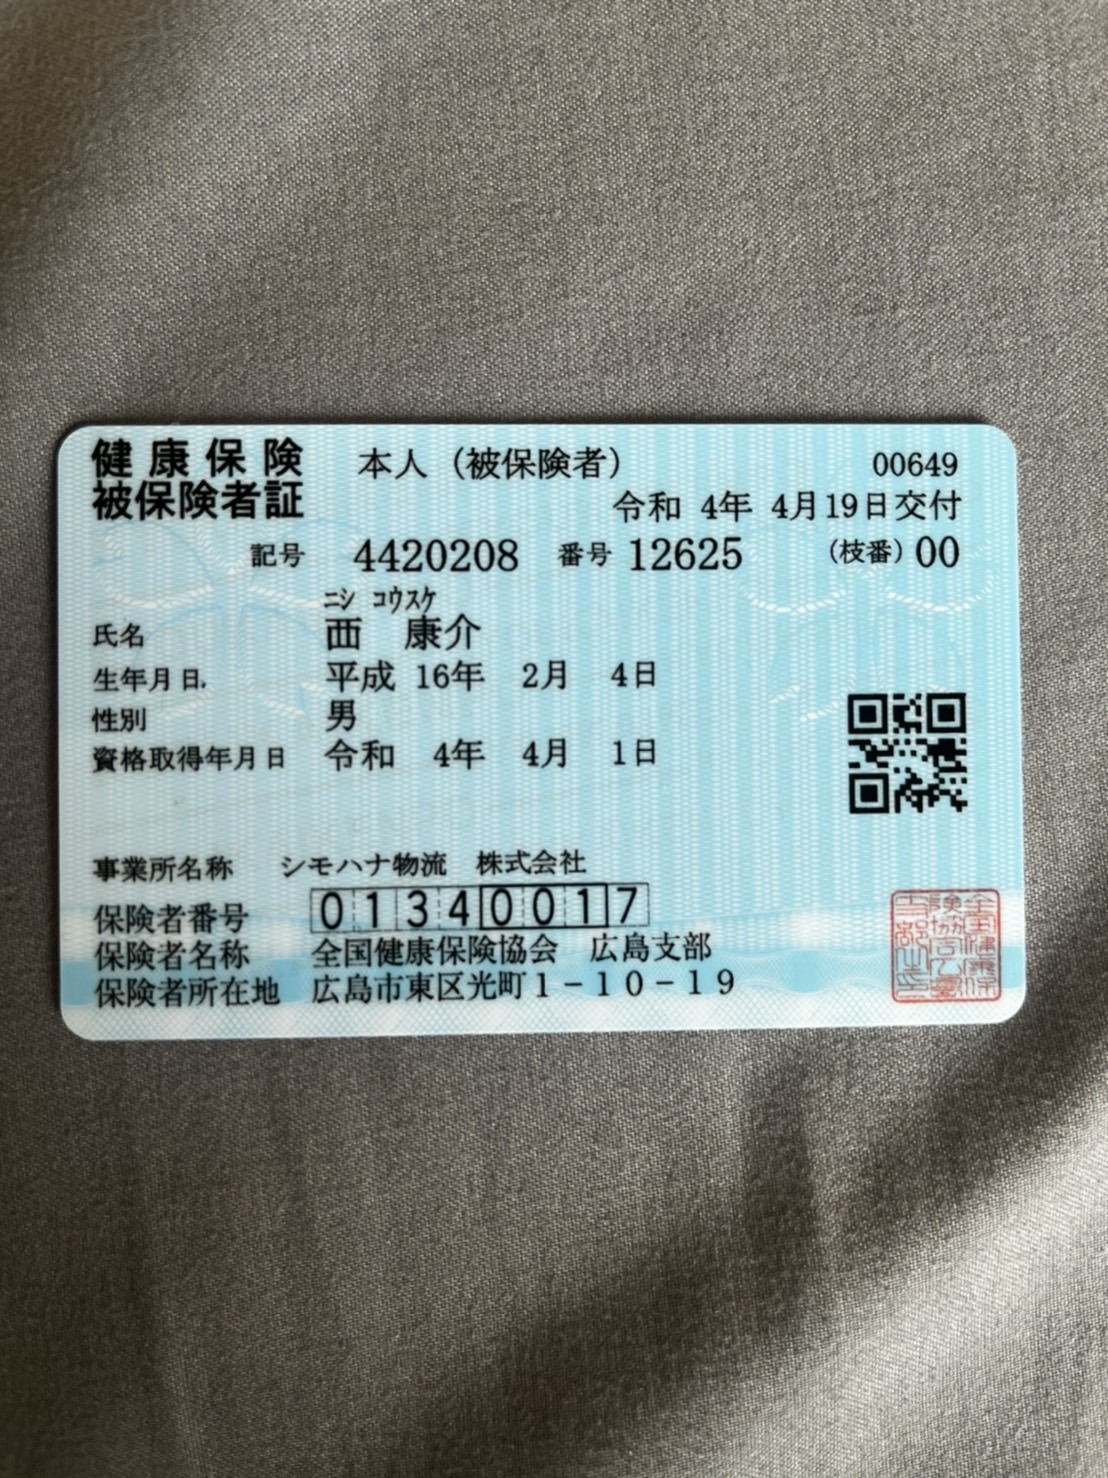 健康保険
被保険者証
本人（被保険者）
00649
令和 4年 4月19日交付
記号 4420208 番号 12625 （枝番）00
ニシ コウスケ
氏名 西 康介
生年月日 平成 16年 2月 4日
性別 男
資格取得年月日 令和 4年 4月 1日
事業所名称 シモハナ物流 株式会社
保険者番号 01340017
保険者名称 全国健康保険協会 広島支部
保険者所在地 広島市東区光町1-10-19